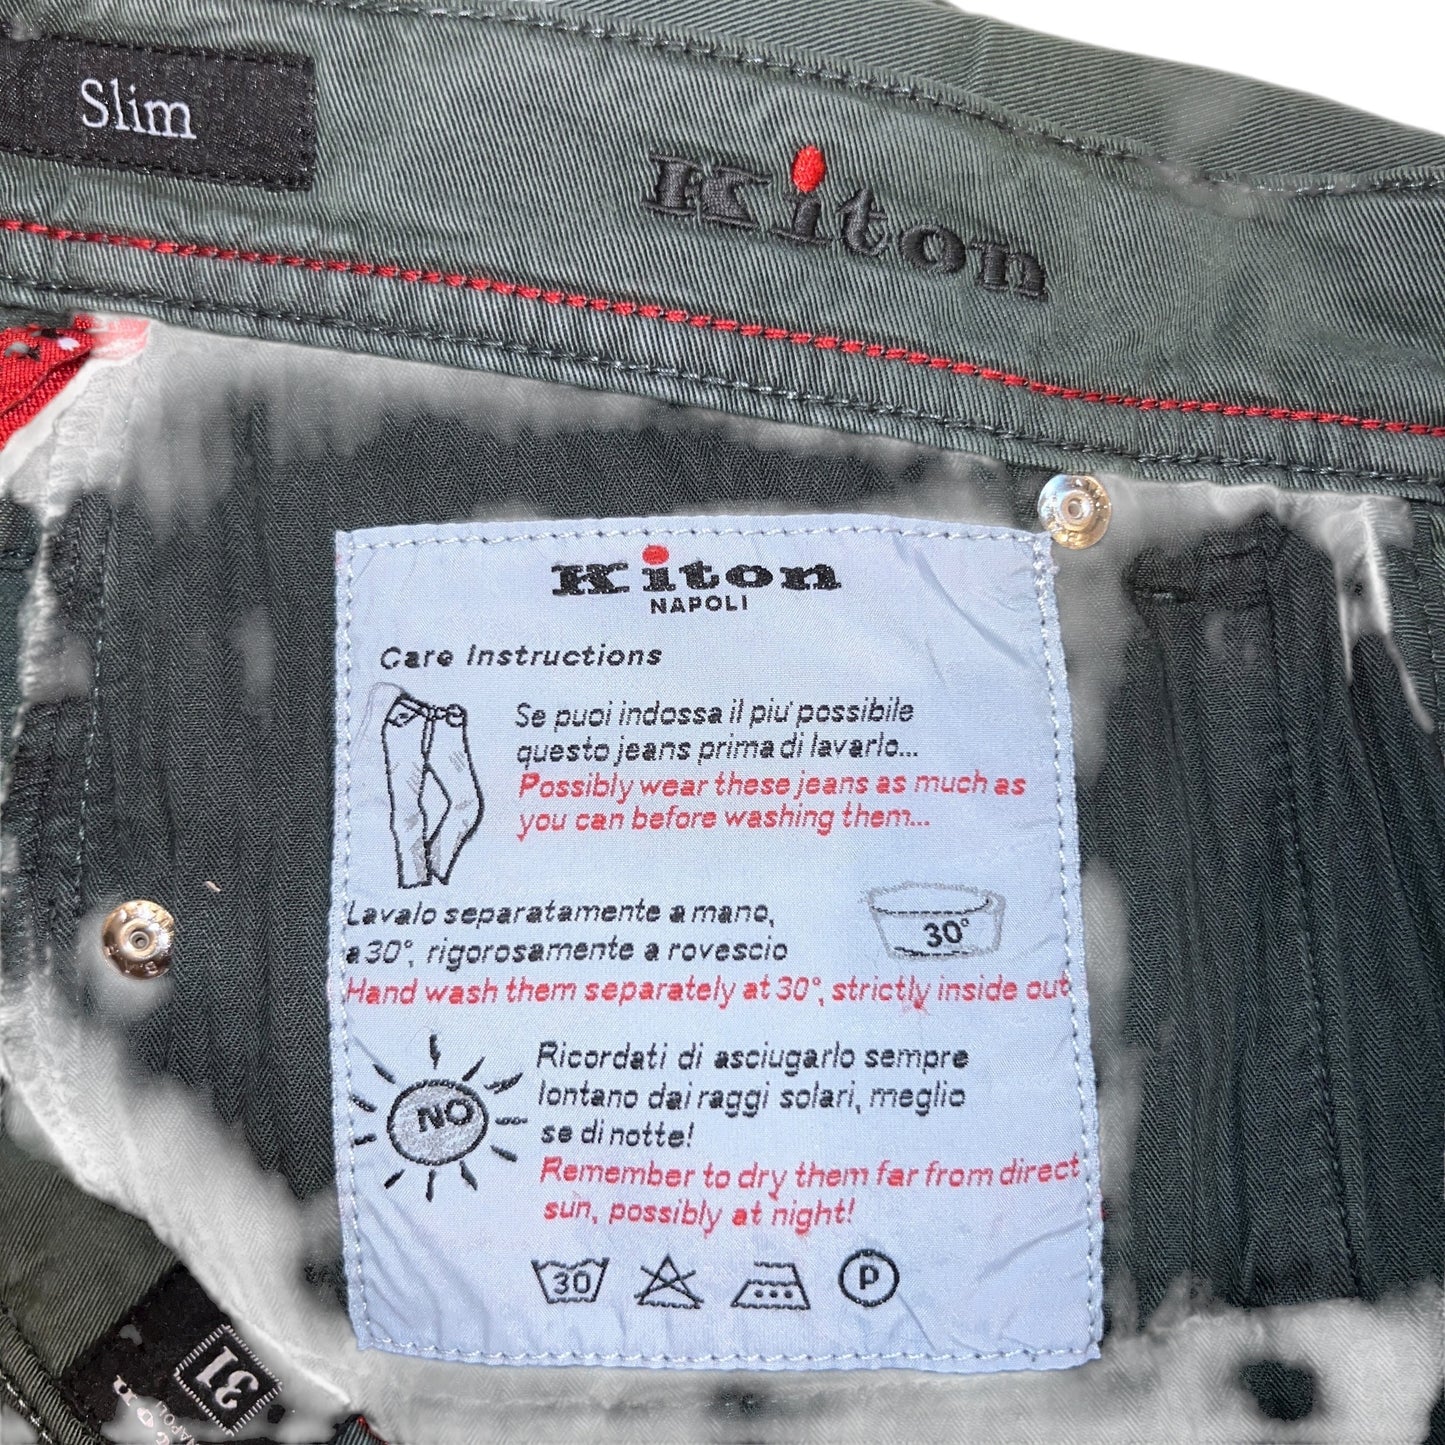 Slim
Kiton
Kiton
NAPOLI
Care Instructions
Se puoi indossa il piu' possibile
questo jeans prima di lavarlo...
Possibly wear these jeans as much as
you can before washing them...
Lavalo separatamente a mano,
a 30°, rigorosamente a rovescio
30°
Hand wash them separately at 30°, strictly inside out
NO
Ricordati di asciugarlo sempre
lontano dai raggi solari, meglio
se di notte!
Remember to dry them far from direct
sun, possibly at night!
30
P
31
NAPOLI